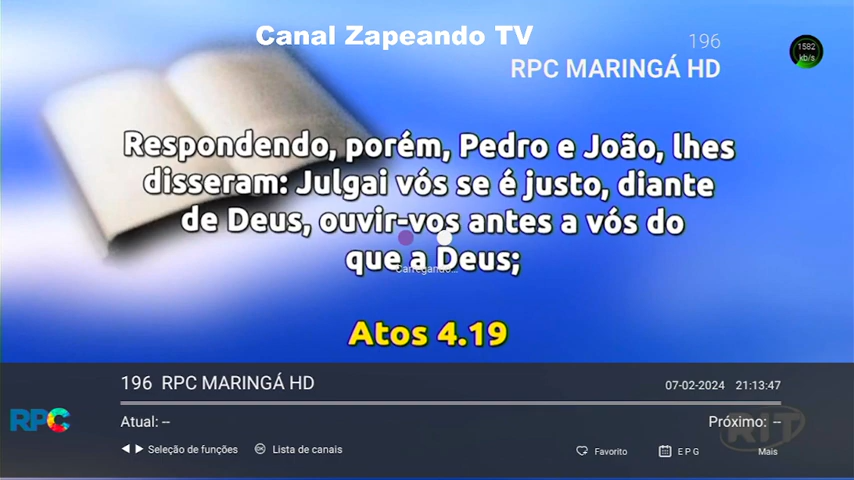 Canal Zapeando TV
196
RPC MARINGÁ HD
1582
kb/s
Respondendo, porém, Pedro e João, lhes
disseram: Julgai vós se é justo, diante
de Deus, ouvir-vos antes a vós do
que a Deus;
Carregando...
Atos 4.19
196 RPC MARINGÁ HD
07-02-2024 21:13:47
RPC
Atual: --
Próximo: --
RIT
Seleção de funções
OK Lista de canais
Favorito
EPG
Mais